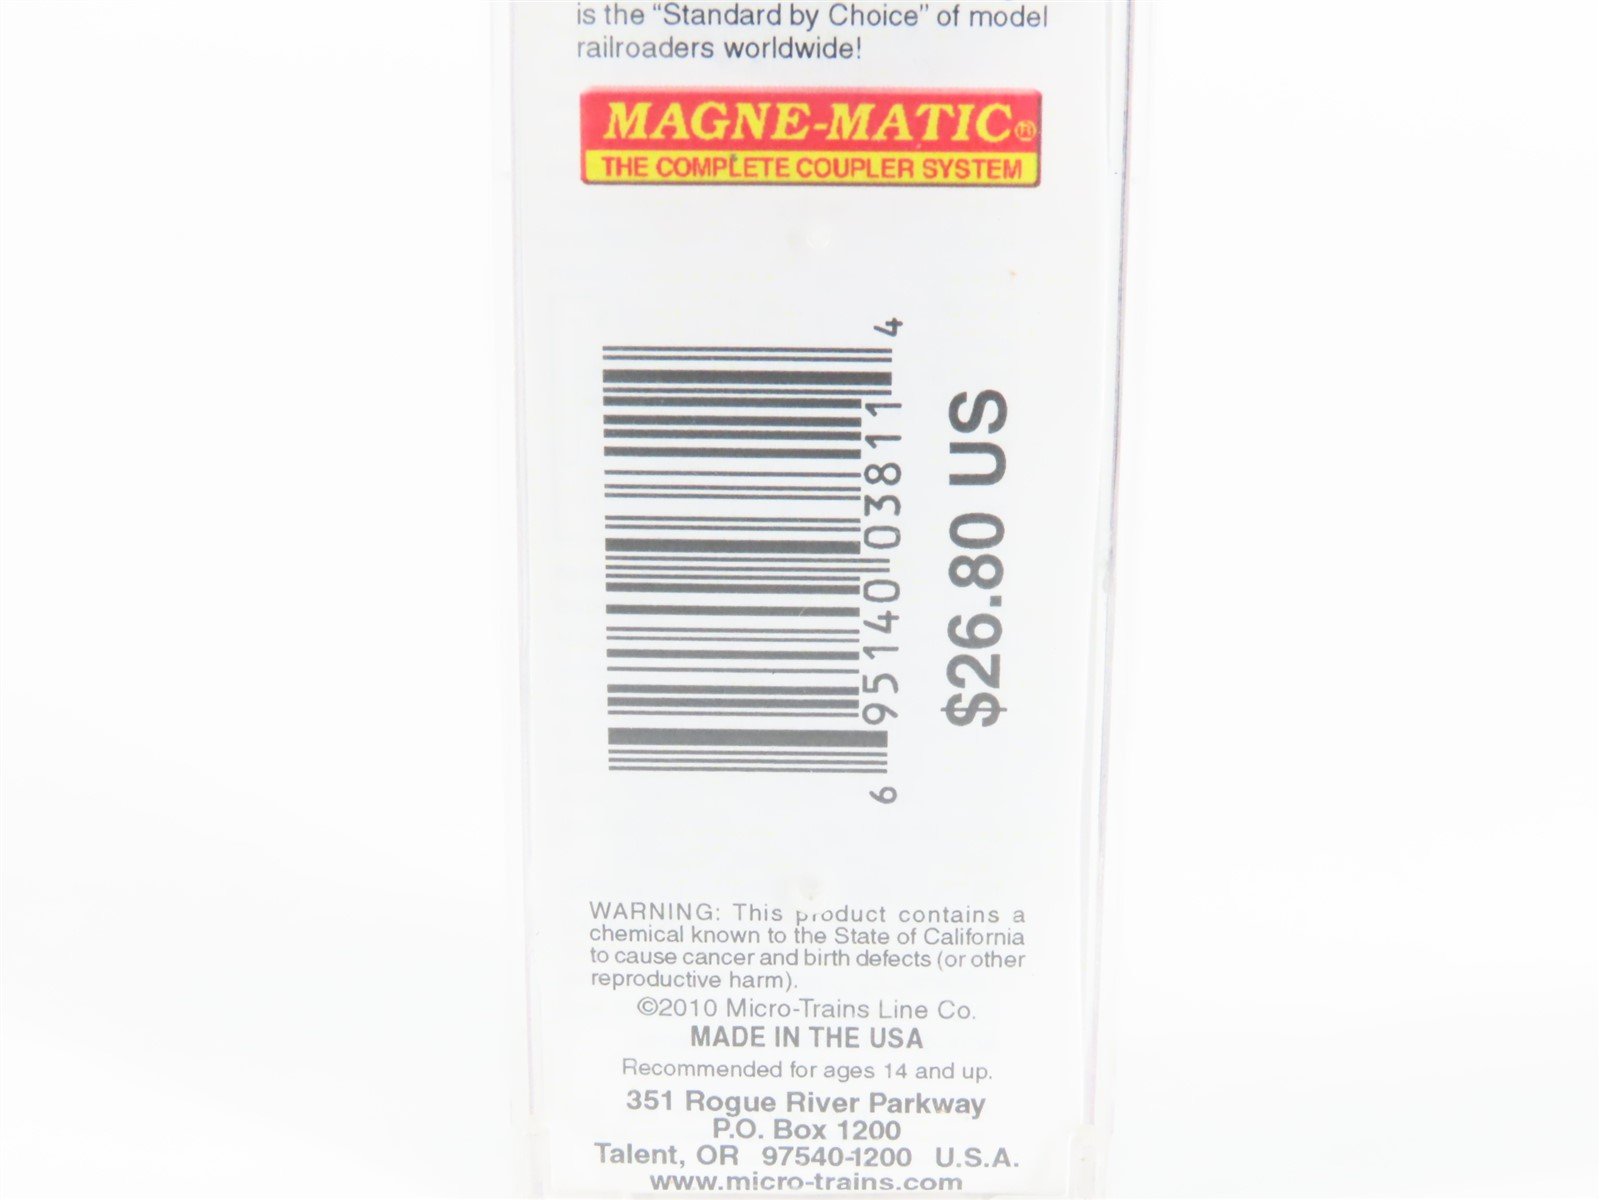 is the “Standard by Choice” of model
railroaders worldwide!
MAGNE-MATIC®
THE COMPLETE COUPLER SYSTEM
6 95140 03811 4
$26.80 US
WARNING: This product contains a
chemical known to the State of California
to cause cancer and birth defects (or other
reproductive harm).
©2010 Micro-Trains Line Co.
MADE IN THE USA
Recommended for ages 14 and up.
351 Rogue River Parkway
P.O. Box 1200
Talent, OR 97540-1200 U.S.A.
www.micro-trains.com